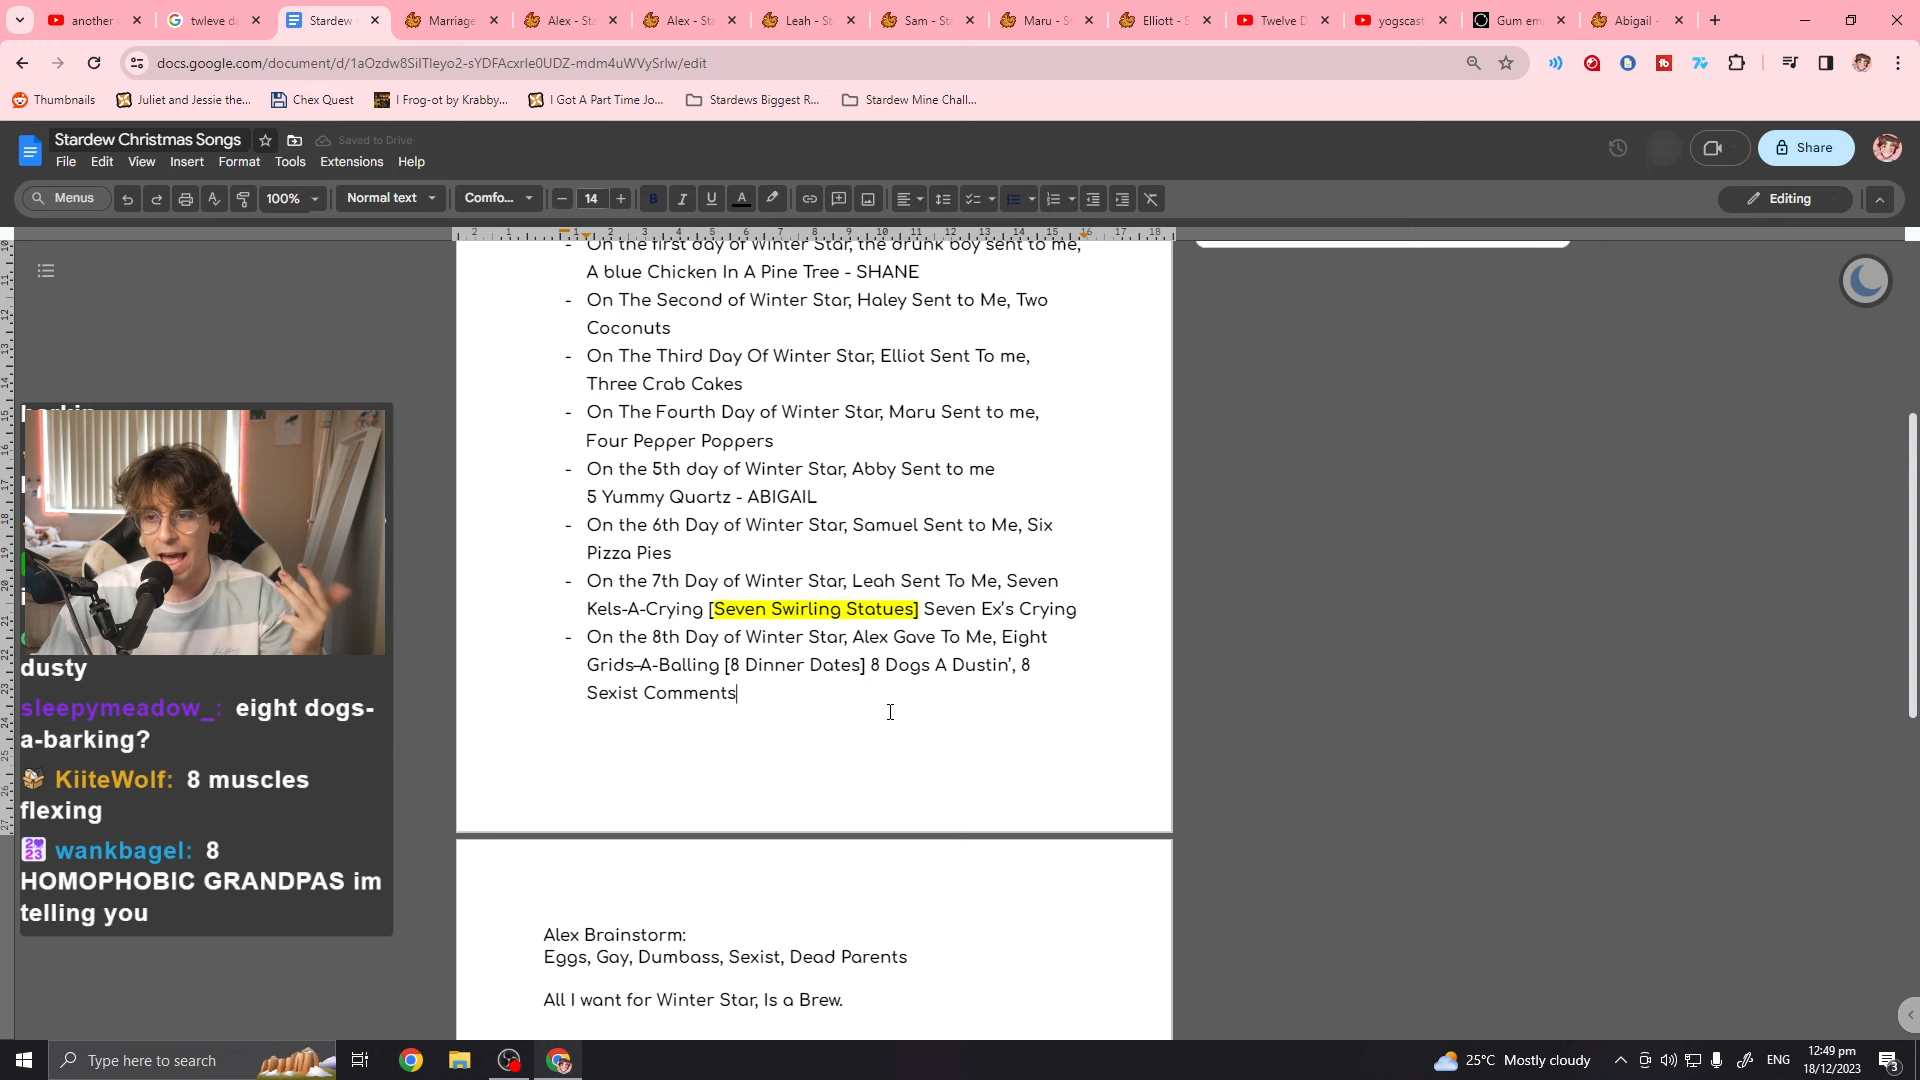 another
twleve da
Stardew
Marriage
Alex - Sta
Alex - Sta
Leah - St
Sam - Sta
Maru - S
Elliott - S
Twelve D
yogscast
Gum em
Abigail -
docs.google.com/document/d/1aOzdw8SiITleyo2-sYDFAcxrle0UDZ-mdm4uWVySrlw/edit
Thumbnails
Juliet and Jessie the...
Chex Quest
I Frog-ot by Krabby...
I Got A Part Time Jo...
Stardews Biggest R...
Stardew Mine Chall...
Stardew Christmas Songs
Saved to Drive
File Edit View Insert Format Tools Extensions Help
Share
Menus
100%
Normal text
Comfo...
14
Editing
- On the first day of Winter Star, the drunk boy sent to me,
A blue Chicken In A Pine Tree - SHANE
- On The Second of Winter Star, Haley Sent to Me, Two
Coconuts
- On The Third Day Of Winter Star, Elliot Sent To me,
Three Crab Cakes
- On The Fourth Day of Winter Star, Maru Sent to me,
Four Pepper Poppers
- On the 5th day of Winter Star, Abby Sent to me
5 Yummy Quartz - ABIGAIL
- On the 6th Day of Winter Star, Samuel Sent to Me, Six
Pizza Pies
- On the 7th Day of Winter Star, Leah Sent To Me, Seven
Kels-A-Crying [Seven Swirling Statues] Seven Ex's Crying
- On the 8th Day of Winter Star, Alex Gave To Me, Eight
Grids-A-Balling [8 Dinner Dates] 8 Dogs A Dustin', 8
Sexist Comments
Alex Brainstorm:
Eggs, Gay, Dumbass, Sexist, Dead Parents
All I want for Winter Star, Is a Brew.
dusty
sleepymeadow_: eight dogs-
a-barking?
KiiteWolf: 8 muscles
flexing
wankbagel: 8
HOMOPHOBIC GRANDPAS im
telling you
Type here to search
25°C Mostly cloudy
ENG
12:49 pm
18/12/2023
3